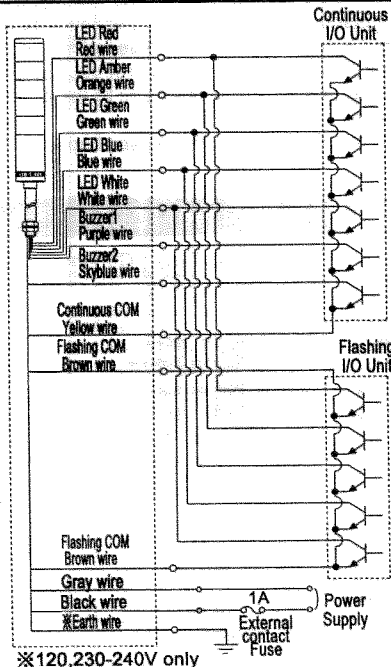 Continuous
I/O Unit
LED Red
Red wire
LED Amber
Orange wire
LED Green
Green wire
LED Blue
Blue wire
LED White
White wire
Buzzer1
Purple wire
Buzzer2
Skyblue wire
Continuous COM
Yellow wire
Flashing COM
Brown wire
Flashing
I/O Unit
Flashing COM
Brown wire
Gray wire
Black wire
※Earth wire
1A
External
contact
Fuse
Power
Supply
※120,230-240V only